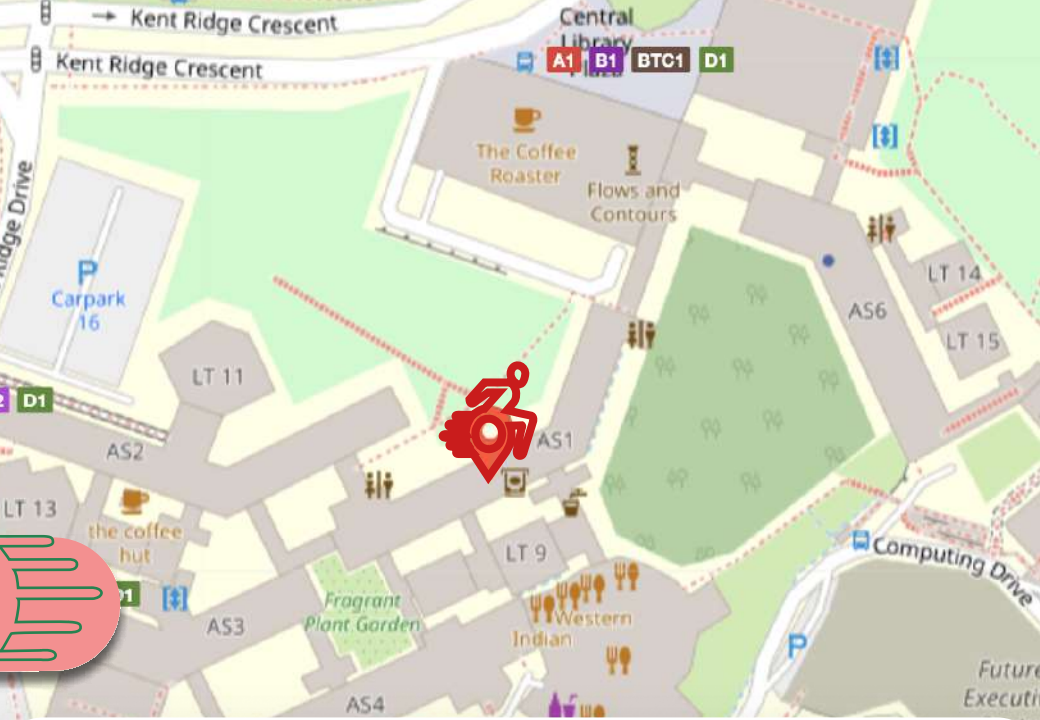 Kent Ridge Crescent
Central
Library
A1 B1 BTC1 D1
Kent Ridge Crescent
The Coffee
Roaster
Flows and
Contours
Ridge Drive
P
Carpark
16
LT 14
AS6
LT 15
LT 11
D1
AS1
AS2
LT 13
the coffee
hut
LT 9
Computing Drive
Fragrant
Plant Garden
Western
Indian
AS3
P
Future
AS4